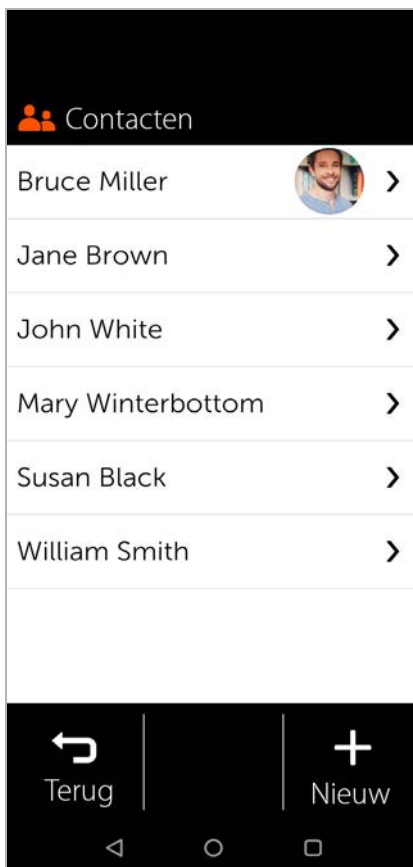 Contacten
Bruce Miller
Jane Brown
John White
Mary Winterbottom
Susan Black
William Smith
Terug
Nieuw